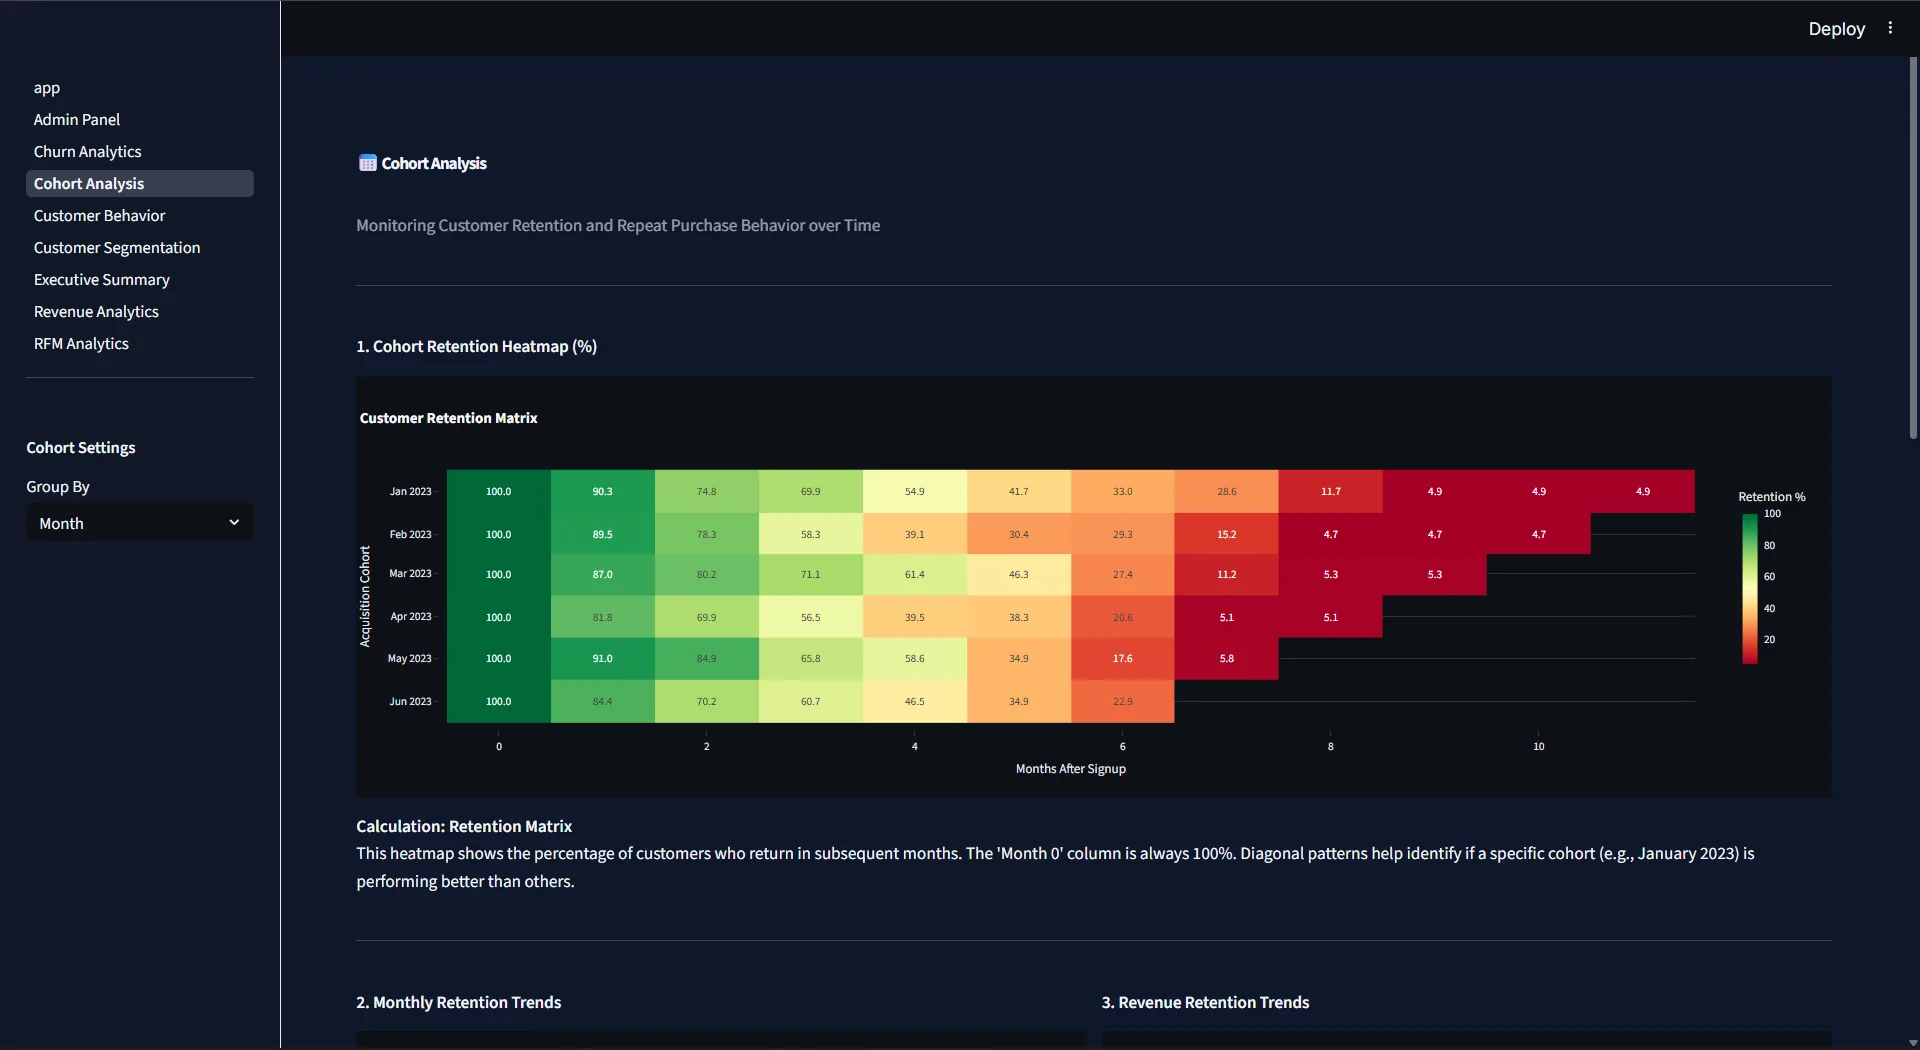 Deploy
app
Admin Panel
Churn Analytics
Cohort Analysis
Customer Behavior
Customer Segmentation
Executive Summary
Revenue Analytics
RFM Analytics
Cohort Settings
Group By
Month
Cohort Analysis
Monitoring Customer Retention and Repeat Purchase Behavior over Time
1. Cohort Retention Heatmap (%)
Customer Retention Matrix
Acquisition Cohort
Jan 2023 100.0 90.3 74.8 69.9 54.9 41.7 33.0 28.6 11.7 4.9 4.9 4.9
Feb 2023 100.0 89.5 78.3 58.3 39.1 30.4 29.3 15.2 4.7 4.7 4.7
Mar 2023 100.0 87.0 80.2 71.1 61.4 46.3 27.4 11.2 5.3 5.3
Apr 2023 100.0 81.8 69.9 56.5 39.5 38.3 20.6 5.1 5.1
May 2023 100.0 91.0 84.9 65.8 58.6 34.9 17.6 5.8
Jun 2023 100.0 84.4 70.2 60.7 46.5 34.9 22.9
0 2 4 6 8 10
Months After Signup
Retention %
100
80
60
40
20
Calculation: Retention Matrix
This heatmap shows the percentage of customers who return in subsequent months. The 'Month 0' column is always 100%. Diagonal patterns help identify if a specific cohort (e.g., January 2023) is
performing better than others.
2. Monthly Retention Trends
3. Revenue Retention Trends